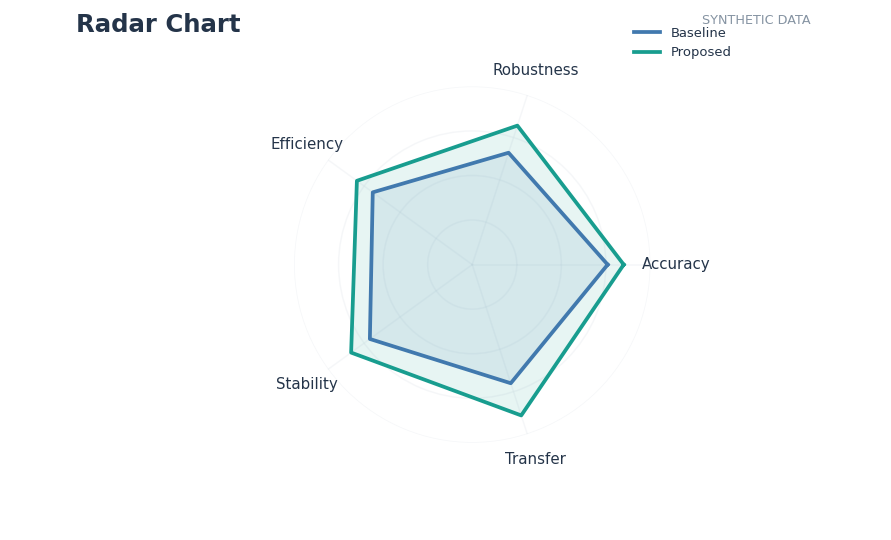 Radar Chart
SYNTHETIC DATA
Baseline
Proposed
Robustness
Efficiency
Accuracy
Stability
Transfer